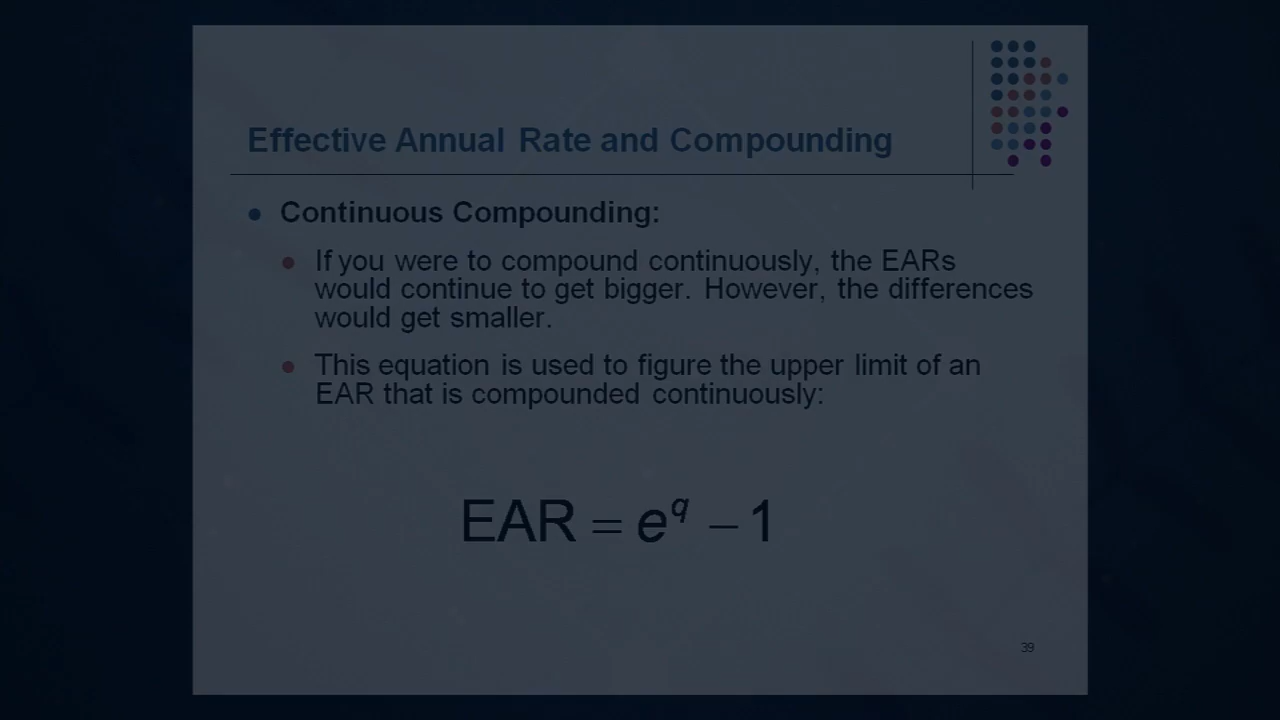 Effective Annual Rate and Compounding
Continuous Compounding:
If you were to compound continuously, the EARs
would continue to get bigger. However, the differences
would get smaller.
This equation is used to figure the upper limit of an
EAR that is compounded continuously:
EAR = e^q − 1
39